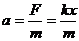 a = F/m = kx/m